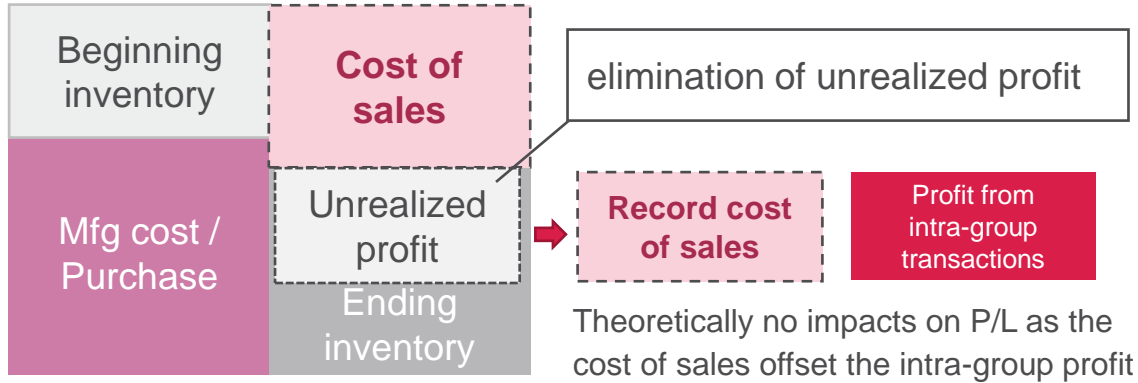 Beginning
inventory
Cost of
sales
elimination of unrealized profit
Mfg cost /
Purchase
Unrealized
profit
Ending
inventory
Record cost
of sales
Profit from
intra-group
transactions
Theoretically no impacts on P/L as the
cost of sales offset the intra-group profit